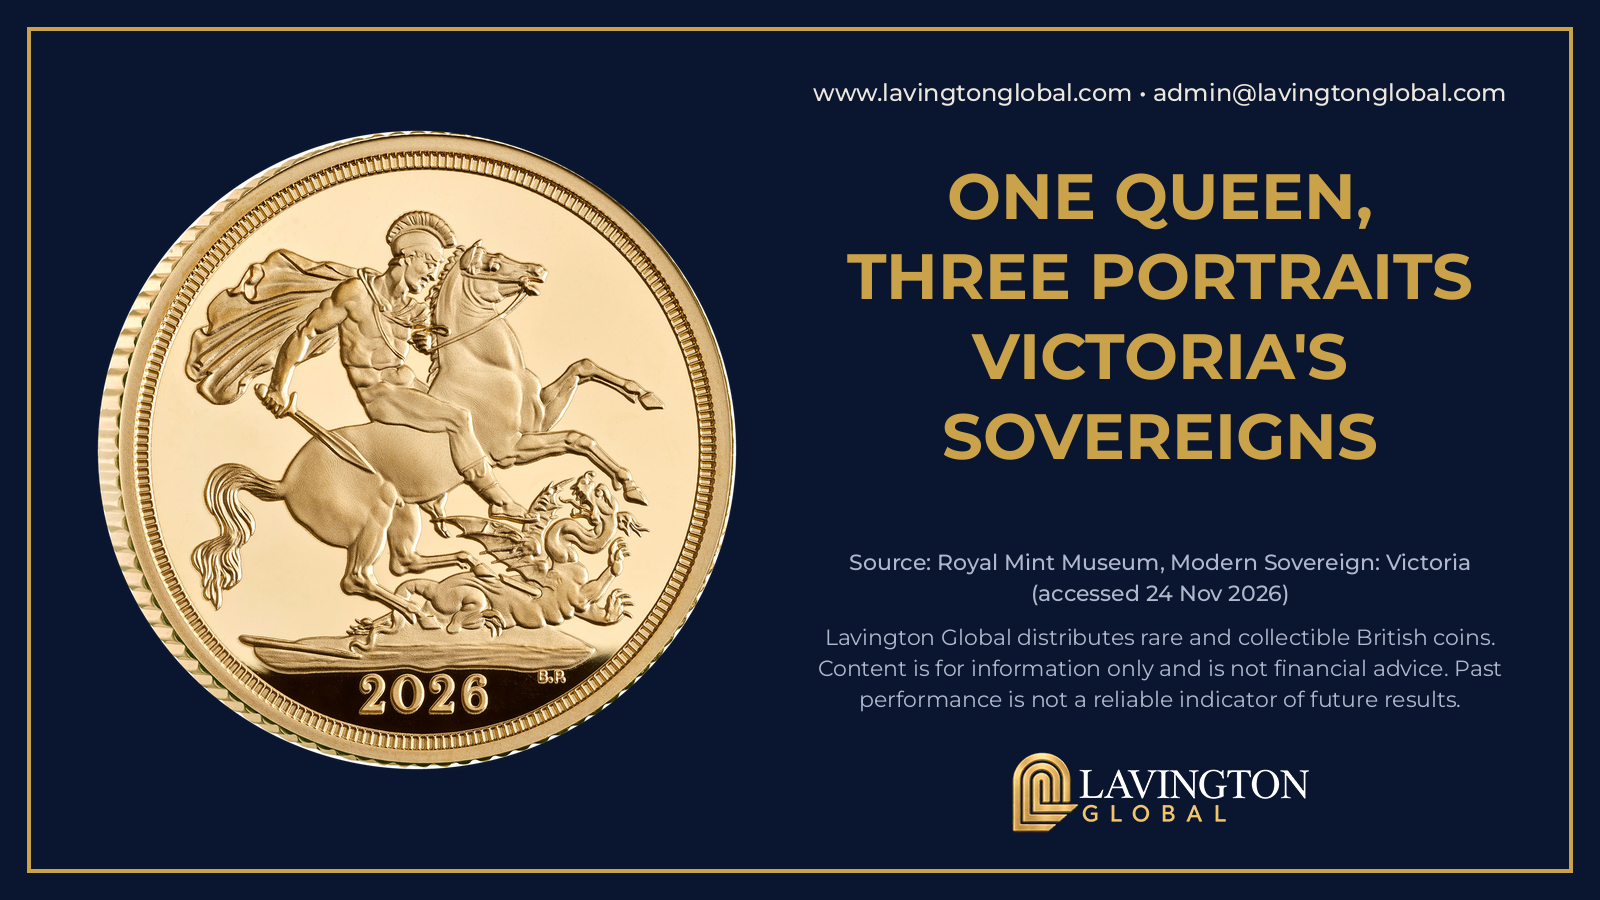 www.lavingtonglobal.com • admin@lavingtonglobal.com
ONE QUEEN,
THREE PORTRAITS
VICTORIA'S
SOVEREIGNS
Source: Royal Mint Museum, Modern Sovereign: Victoria
(accessed 24 Nov 2026)
Lavington Global distributes rare and collectible British coins.
Content is for information only and is not financial advice. Past
performance is not a reliable indicator of future results.
LAVINGTON
GLOBAL
B.P.
2026